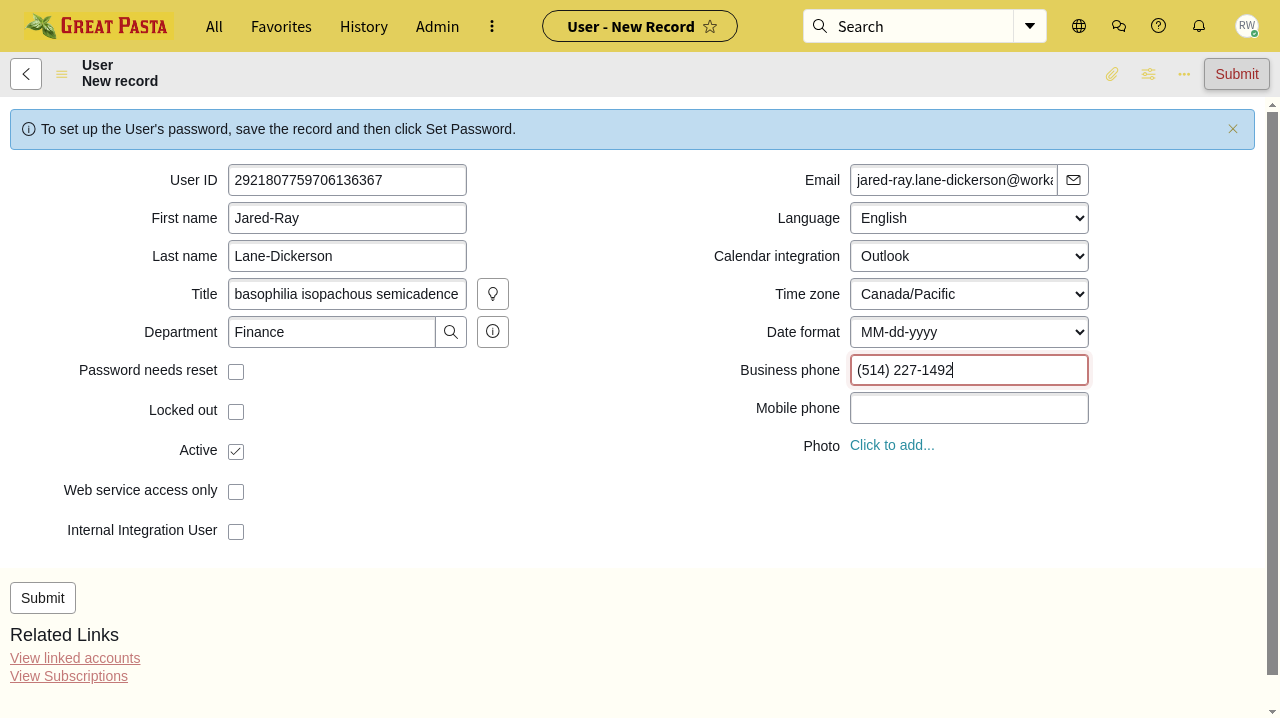 GREAT PASTA
All
Favorites
History
Admin
User - New Record
Search
RW
User
New record
Submit
To set up the User's password, save the record and then click Set Password.
User ID
2921807759706136367
First name
Jared-Ray
Last name
Lane-Dickerson
Title
basophilia isopachous semicadence
Department
Finance
Password needs reset
Locked out
Active
Web service access only
Internal Integration User
Email
jared-ray.lane-dickerson@worka
Language
English
Calendar integration
Outlook
Time zone
Canada/Pacific
Date format
MM-dd-yyyy
Business phone
(514) 227-1492
Mobile phone
Photo
Click to add...
Submit
Related Links
View linked accounts
View Subscriptions